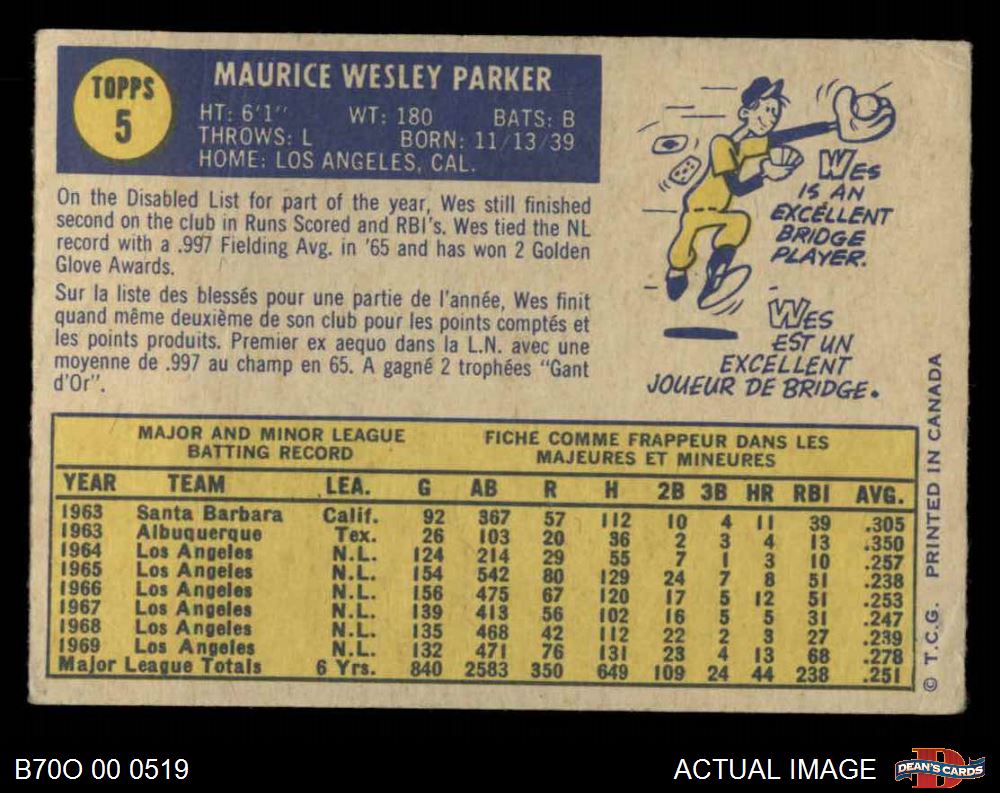 TOPPS
5
MAURICE WESLEY PARKER
HT: 6'1" WT: 180 BATS: B
THROWS: L BORN: 11/13/39
HOME: LOS ANGELES, CAL.
On the Disabled List for part of the year, Wes still finished
second on the club in Runs Scored and RBI's. Wes tied the NL
record with a .997 Fielding Avg. in '65 and has won 2 Golden
Glove Awards.
Sur la liste des blessés pour une partie de l'année, Wes finit
quand même deuxième de son club pour les points comptés et
les points produits. Premier ex aequo dans la L.N. avec une
moyenne de .997 au champ en 65. A gagné 2 trophées "Gant
d'Or".
WES
IS AN
EXCELLENT
BRIDGE
PLAYER.
WES
EST UN
EXCELLENT
JOUEUR DE BRIDGE.
MAJOR AND MINOR LEAGUE
BATTING RECORD
FICHE COMME FRAPPEUR DANS LES
MAJEURES ET MINEURES
YEAR TEAM LEA. G AB R H 2B 3B HR RBI AVG.
1963 Santa Barbara Calif. 92 367 57 112 10 4 11 39 .305
1963 Albuquerque Tex. 26 103 20 36 2 3 4 13 .350
1964 Los Angeles N.L. 124 214 29 55 7 1 3 10 .257
1965 Los Angeles N.L. 154 542 80 129 24 7 8 51 .238
1966 Los Angeles N.L. 156 475 67 120 17 5 12 51 .253
1967 Los Angeles N.L. 139 413 56 102 16 5 5 31 .247
1968 Los Angeles N.L. 135 468 42 112 22 2 3 27 .239
1969 Los Angeles N.L. 132 471 76 131 23 4 13 68 .278
Major League Totals 6 Yrs. 840 2583 350 649 109 24 44 238 .251
© T.C.G. PRINTED IN CANADA
B70O 00 0519
ACTUAL IMAGE
DEAN'S CARDS